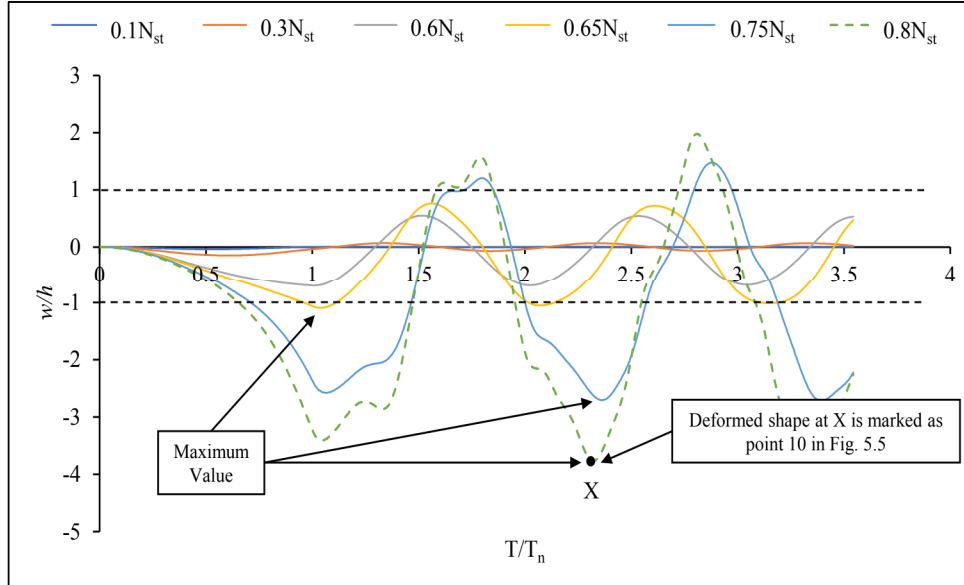 0.1N_st 0.3N_st 0.6N_st 0.65N_st 0.75N_st 0.8N_st
3
2
1
0
-1
-2
-3
-4
-5
0 0.5 1 1.5 2 2.5 3 3.5 4
w/h
Maximum
Value
Deformed shape at X is marked as
point 10 in Fig. 5.5
X
T/T_n